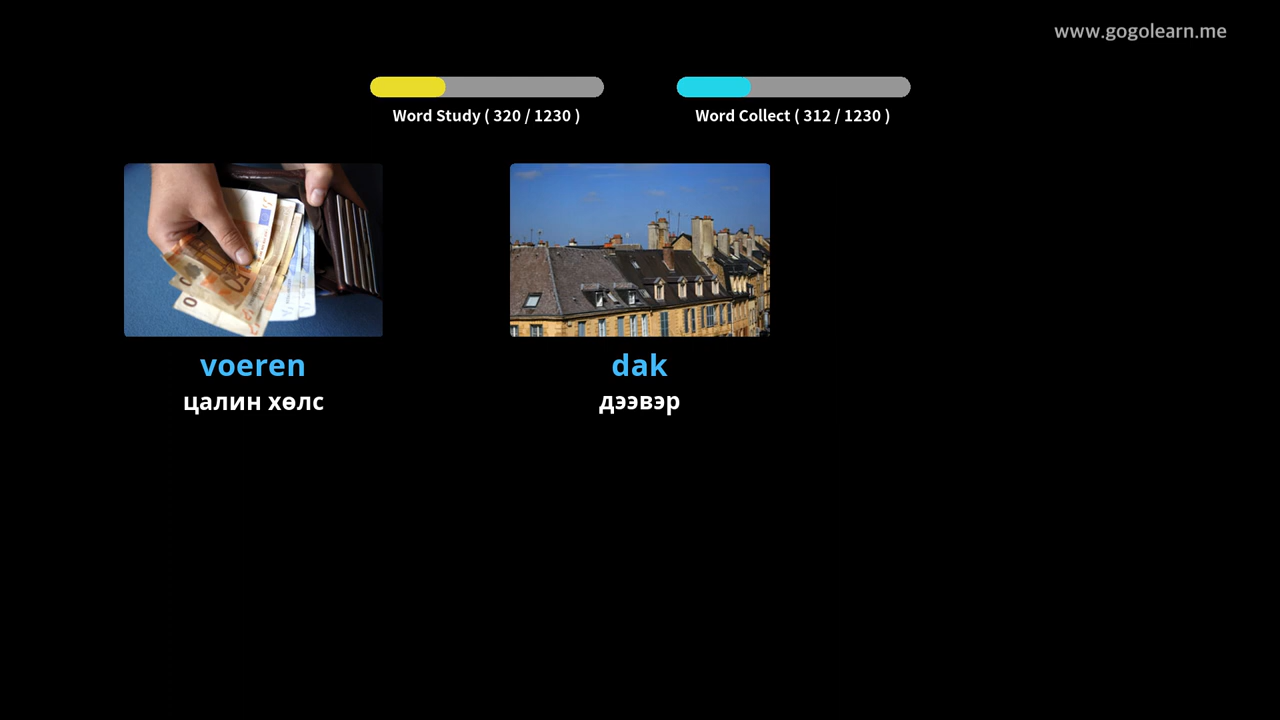 www.gogolearn.me
Word Study ( 320 / 1230 )
Word Collect ( 312 / 1230 )
voeren
цалин хөлс
dak
дээвэр